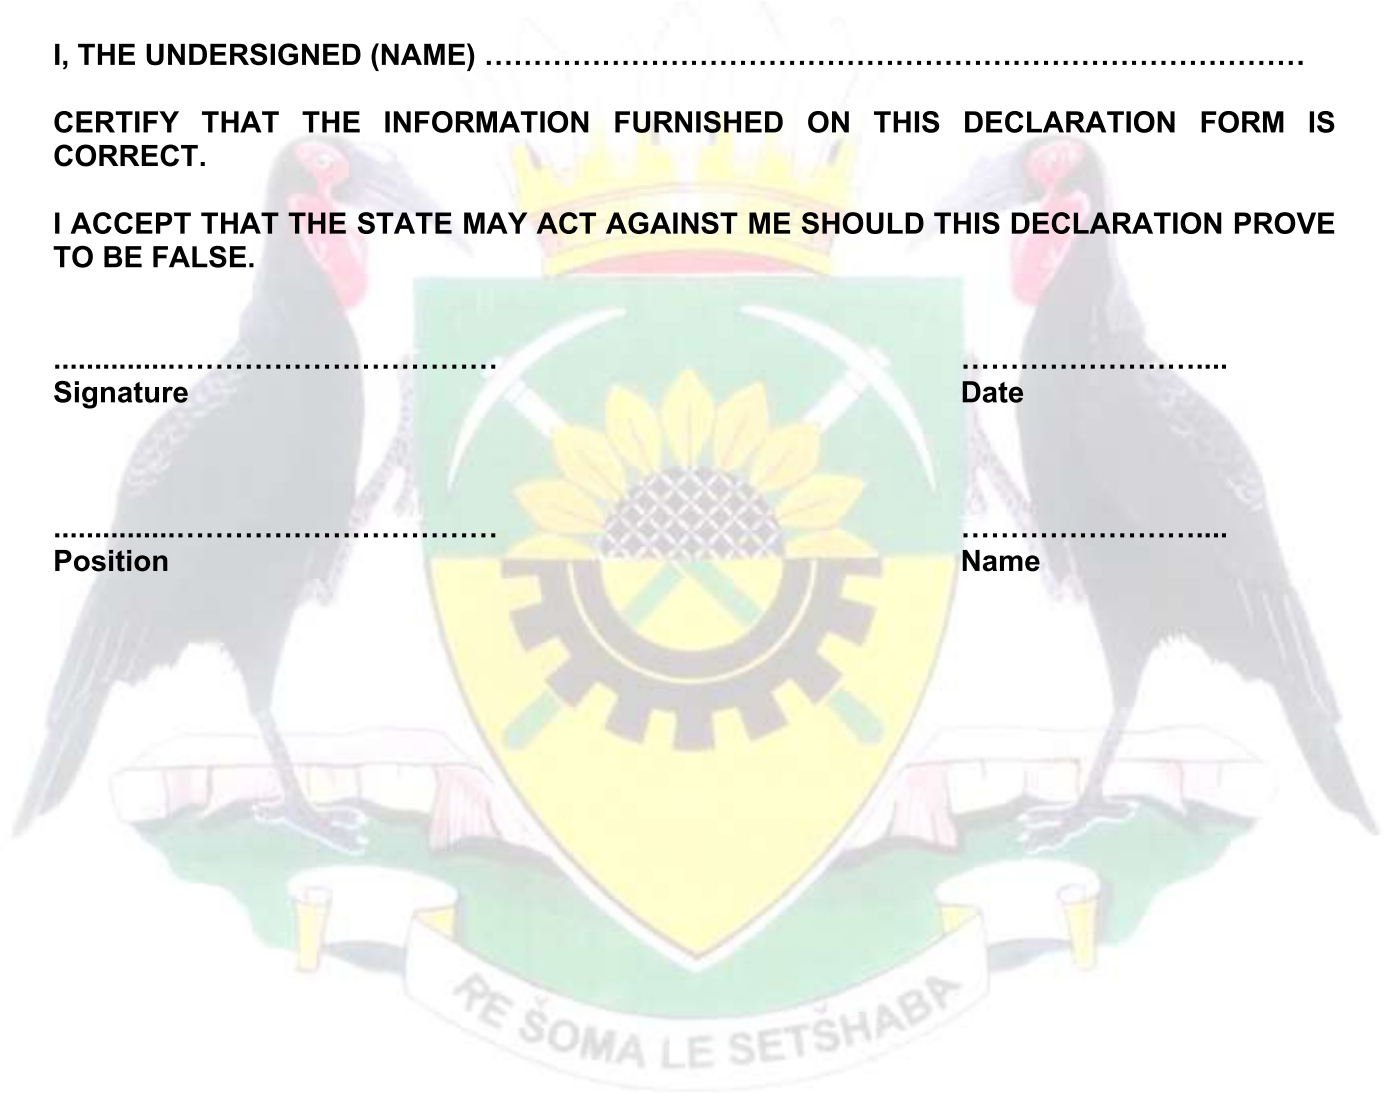 I, THE UNDERSIGNED (NAME) ……………………………………………………………………………
CERTIFY THAT THE INFORMATION FURNISHED ON THIS DECLARATION FORM IS
CORRECT.
I ACCEPT THAT THE STATE MAY ACT AGAINST ME SHOULD THIS DECLARATION PROVE
TO BE FALSE.
...............…………………………… ……………………....
Signature Date
...............…………………………… ……………………....
Position Name
RE ŠOMA LE SETŠHABA